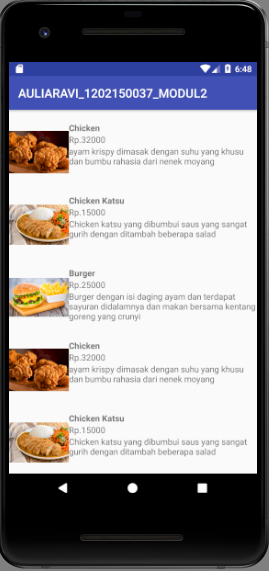 6:48
AULIARAVI_1202150037_MODUL2
Chicken
Rp.32000
ayam krispy dimasak dengan suhu yang khusu
dan bumbu rahasia dari nenek moyang
Chicken Katsu
Rp.15000
Chicken katsu yang dibumbui saus yang sangat
gurih dengan ditambah beberapa salad
Burger
Rp.25000
Burger dengan isi daging ayam dan terdapat
sayuran didalamnya dan makan bersama kentang
goreng yang crunyi
Chicken
Rp.32000
ayam krispy dimasak dengan suhu yang khusu
dan bumbu rahasia dari nenek moyang
Chicken Katsu
Rp.15000
Chicken katsu yang dibumbui saus yang sangat
gurih dengan ditambah beberapa salad